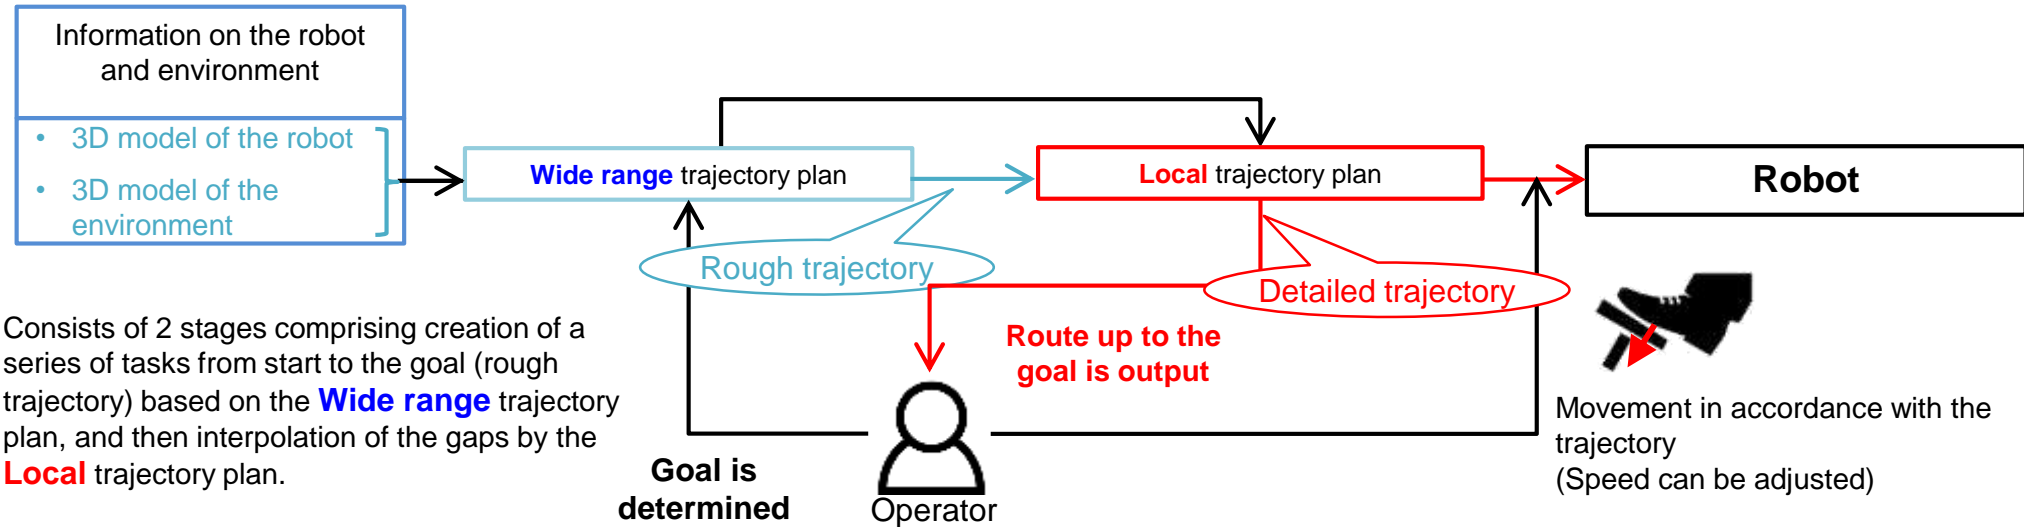 Information on the robot
and environment
• 3D model of the robot
• 3D model of the
environment
Wide range trajectory plan
Local trajectory plan
Robot
Rough trajectory
Detailed trajectory
Route up to the
goal is output
Consists of 2 stages comprising creation of a
series of tasks from start to the goal (rough
trajectory) based on the Wide range trajectory
plan, and then interpolation of the gaps by the
Local trajectory plan.
Goal is
determined
Operator
Movement in accordance with the
trajectory
(Speed can be adjusted)